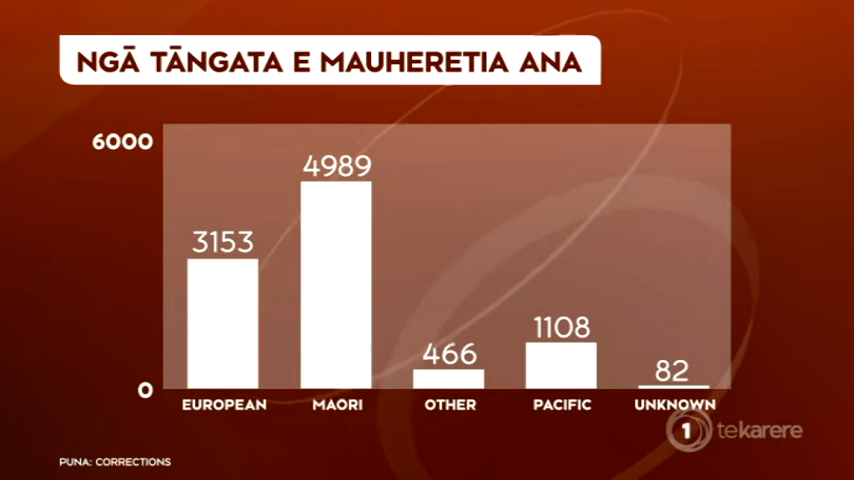 NGĀ TĀNGATA E MAUHERETIA ANA
6000
4989
3153
1108
466
82
0
EUROPEAN MAORI OTHER PACIFIC UNKNOWN
1 tekarere
PUNA: CORRECTIONS